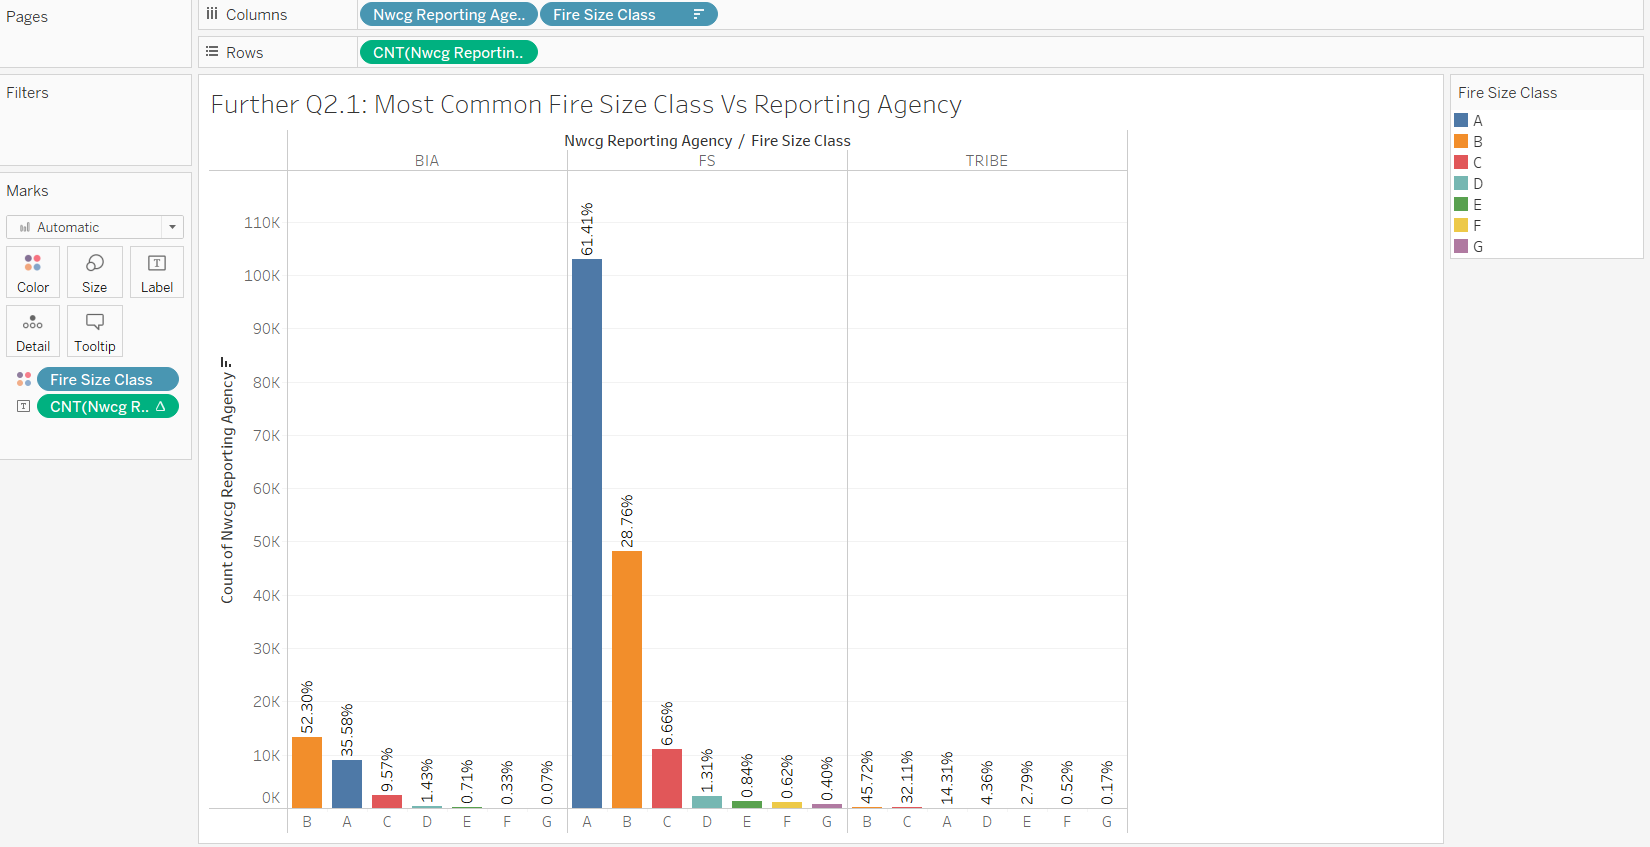 Pages
Columns
Nwcg Reporting Age..
Fire Size Class
Rows
CNT(Nwcg Reportin..
Filters
Marks
Automatic
Color
Size
Label
Detail
Tooltip
Fire Size Class
CNT(Nwcg R.. Δ
Further Q2.1: Most Common Fire Size Class Vs Reporting Agency
Nwcg Reporting Agency / Fire Size Class
BIA
FS
TRIBE
Count of Nwcg Reporting Agency
110K
100K
90K
80K
70K
60K
50K
40K
30K
20K
10K
0K
52.30%
35.58%
9.57%
1.43%
0.71%
0.33%
0.07%
61.41%
28.76%
6.66%
1.31%
0.84%
0.62%
0.40%
45.72%
32.11%
14.31%
4.36%
2.79%
0.52%
0.17%
B A C D E F G
A B C D E F G
B C A D E F G
Fire Size Class
A
B
C
D
E
F
G